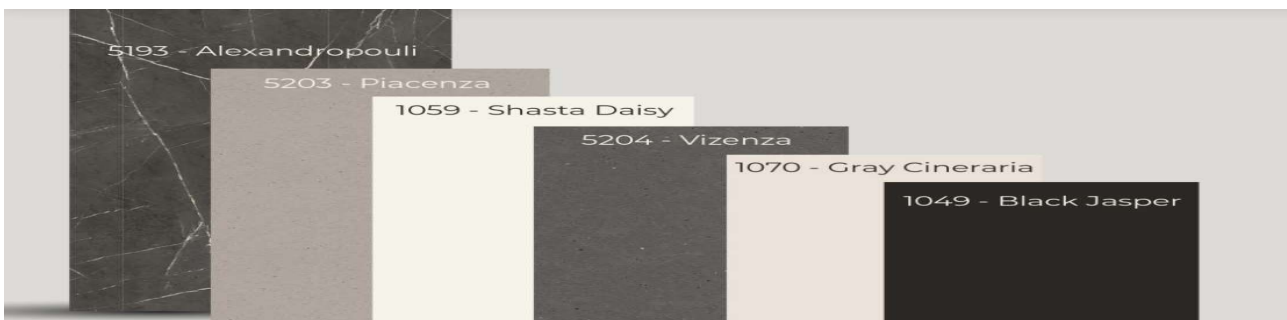 5193 - Alexandropouli
5203 - Piacenza
1059 - Shasta Daisy
5204 - Vizenza
1070 - Gray Cineraria
1049 - Black Jasper